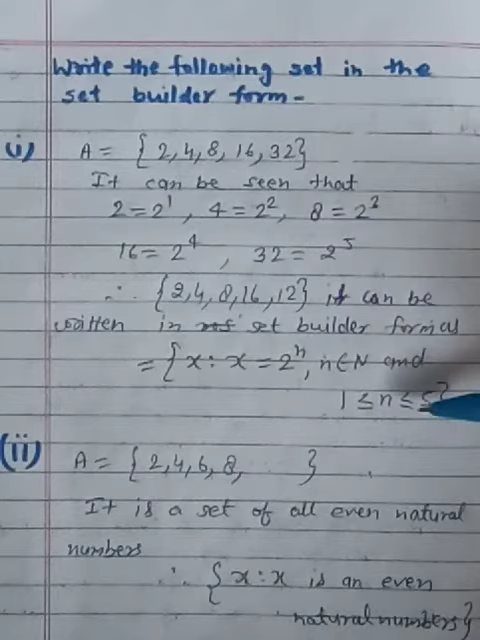 Write the following set in the
set builder form -
(i) A = {2, 4, 8, 16, 32}
It can be seen that
2 = 2¹, 4 = 2², 8 = 2³
16 = 2⁴, 32 = 2⁵
∴ {2, 4, 8, 16, 12} it can be
written in set builder form as
= {x : x = 2ⁿ, n ∈ N and
1 ≤ n ≤ 5}
(ii) A = {2, 4, 6, 8, }
It is a set of all even natural
numbers
∴ {x : x is an even
natural numbers}